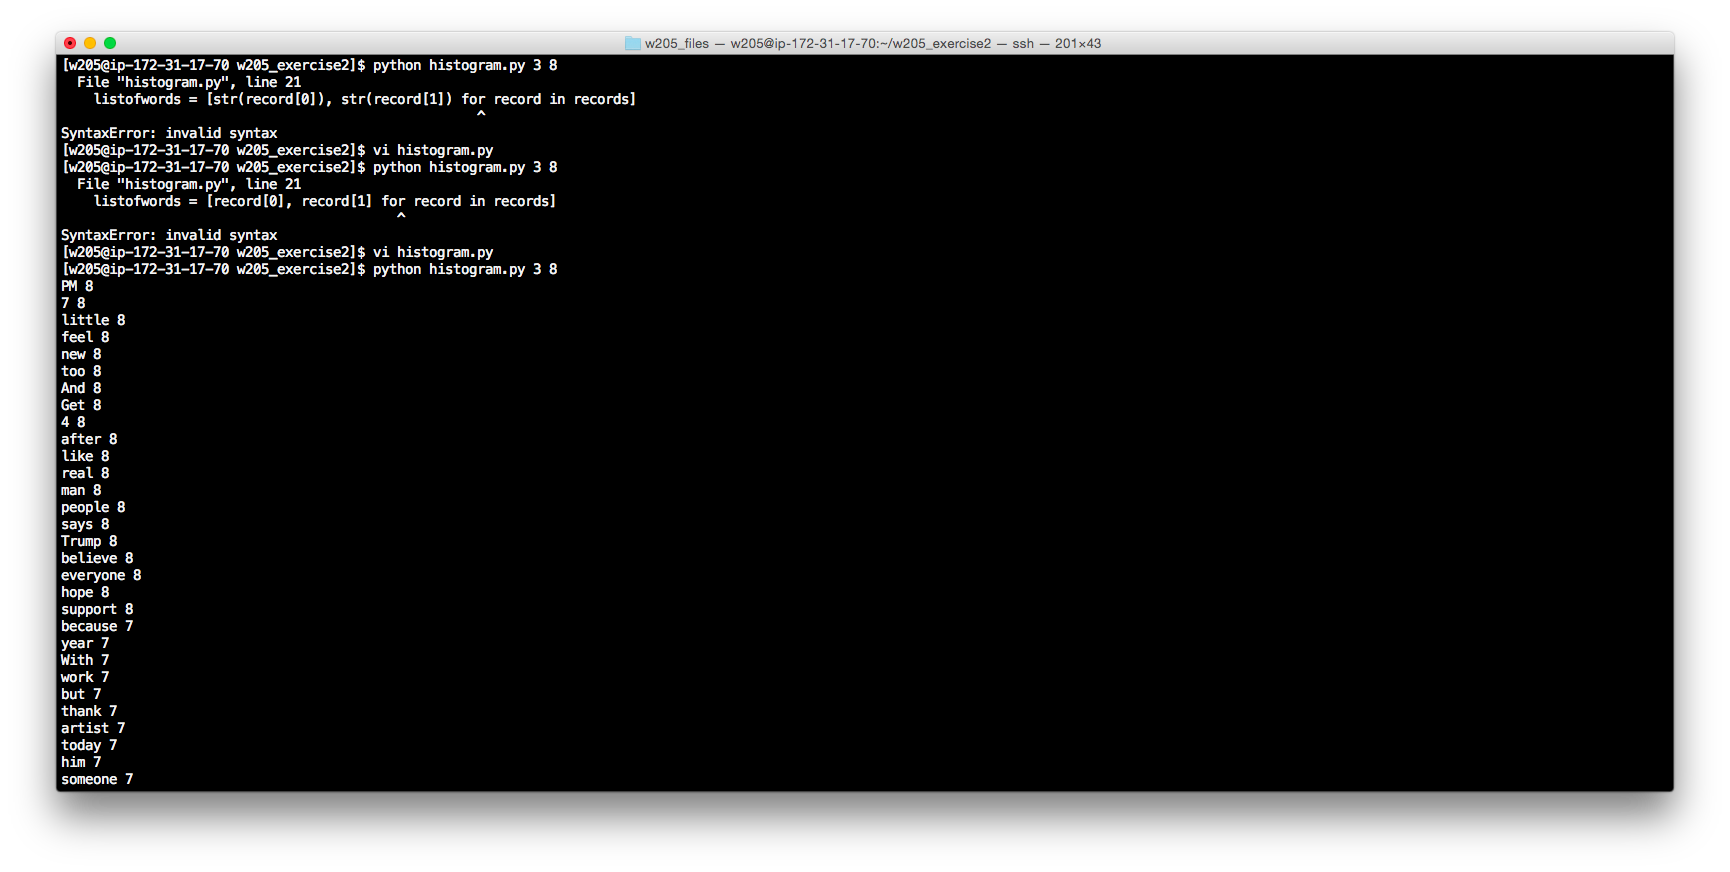 w205_files — w205@ip-172-31-17-70:~/w205_exercise2 — ssh — 201×43
[w205@ip-172-31-17-70 w205_exercise2]$ python histogram.py 3 8
  File "histogram.py", line 21
    listofwords = [str(record[0]), str(record[1]) for record in records]
                                                    ^
SyntaxError: invalid syntax
[w205@ip-172-31-17-70 w205_exercise2]$ vi histogram.py
[w205@ip-172-31-17-70 w205_exercise2]$ python histogram.py 3 8
  File "histogram.py", line 21
    listofwords = [record[0], record[1] for record in records]
                                          ^
SyntaxError: invalid syntax
[w205@ip-172-31-17-70 w205_exercise2]$ vi histogram.py
[w205@ip-172-31-17-70 w205_exercise2]$ python histogram.py 3 8
PM 8
7 8
little 8
feel 8
new 8
too 8
And 8
Get 8
4 8
after 8
like 8
real 8
man 8
people 8
says 8
Trump 8
believe 8
everyone 8
hope 8
support 8
because 7
year 7
With 7
work 7
but 7
thank 7
artist 7
today 7
him 7
someone 7